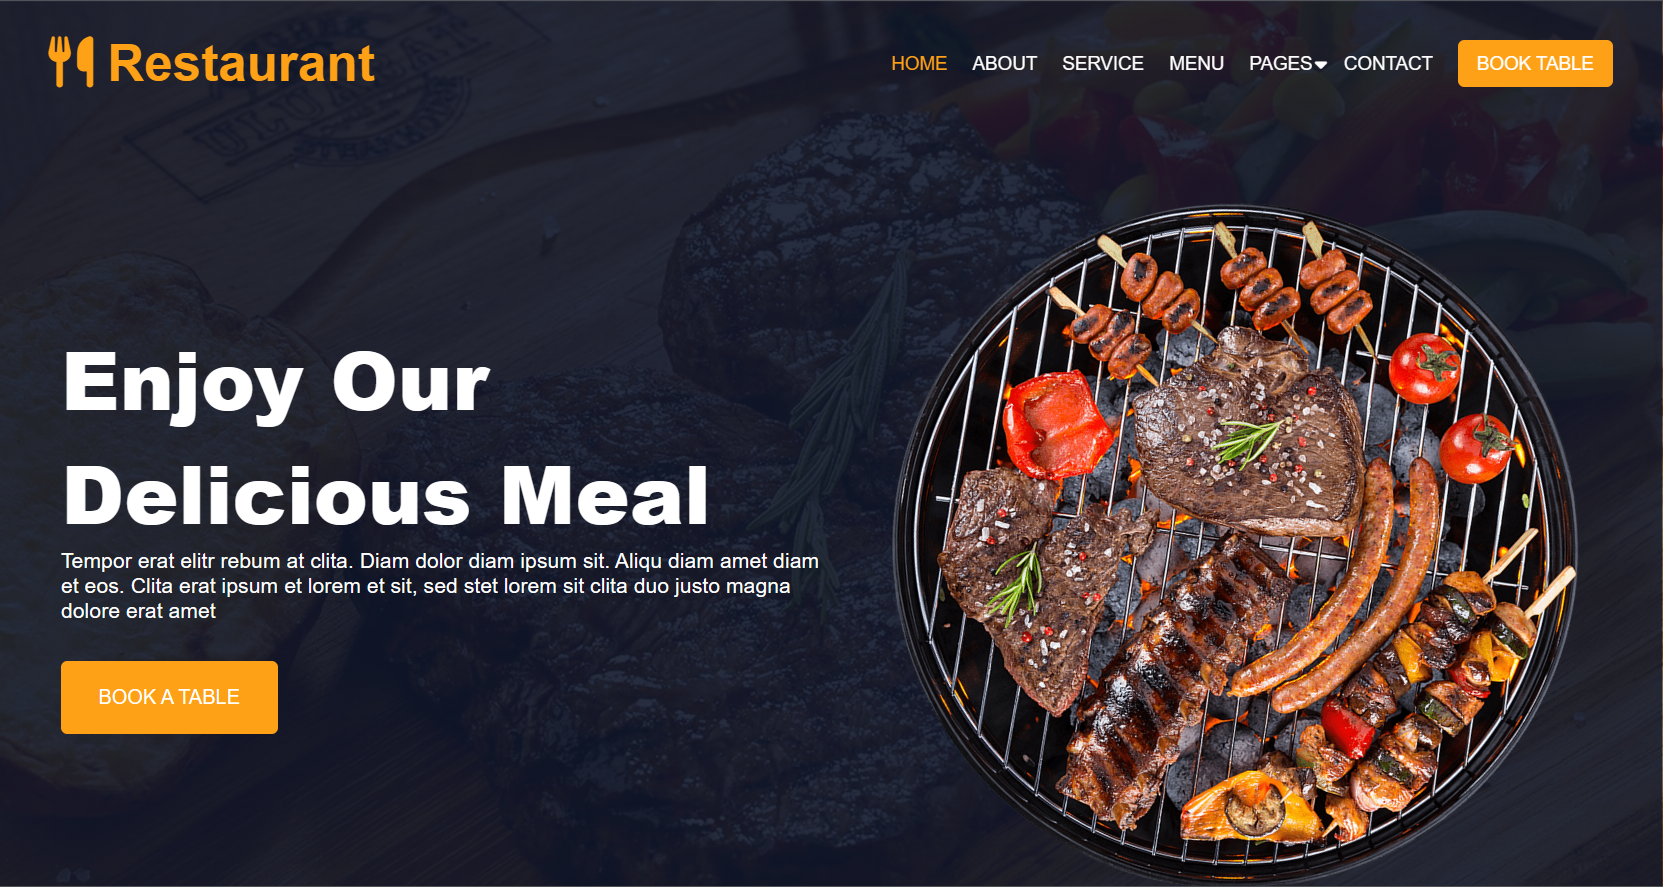 Restaurant
HOME ABOUT SERVICE MENU PAGES CONTACT BOOK TABLE
Enjoy Our
Delicious Meal
Tempor erat elitr rebum at clita. Diam dolor diam ipsum sit. Aliqu diam amet diam
et eos. Clita erat ipsum et lorem et sit, sed stet lorem sit clita duo justo magna
dolore erat amet
BOOK A TABLE